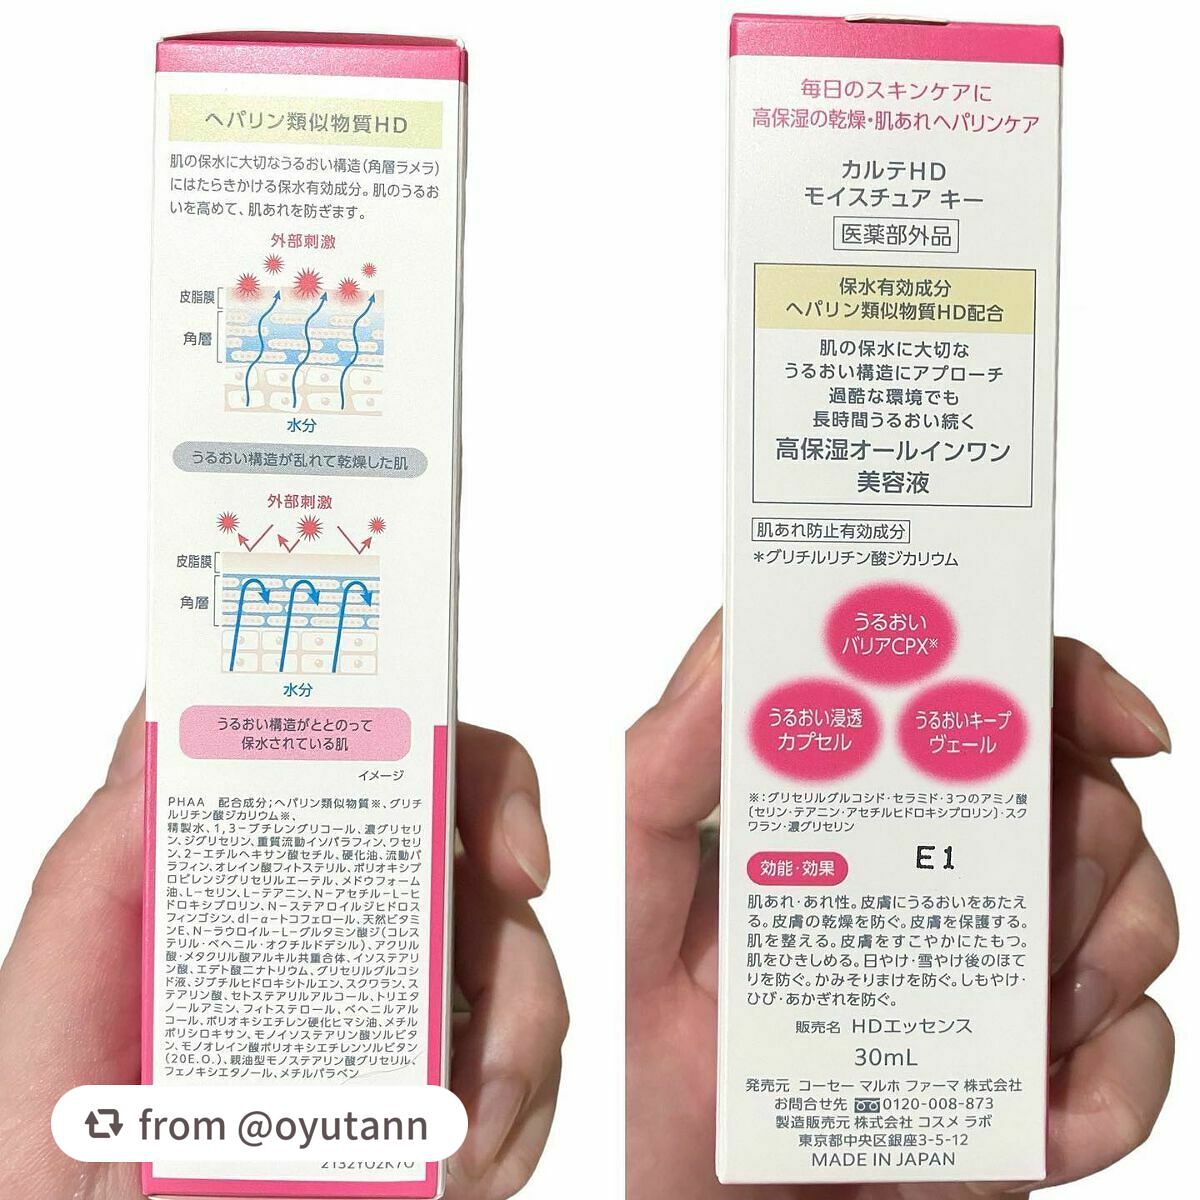 ヘパリン類似物質HD
肌の保水に大切なうるおい構造(角層ラメラ)
にはたらきかける保水有効成分。肌のうるお
いを高めて、肌あれを防ぎます。
外部刺激
皮脂膜
角層
水分
うるおい構造が乱れて乾燥した肌
外部刺激
皮脂膜
角層
水分
うるおい構造がととのって
保水されている肌
イメージ
PHAA 配合成分;ヘパリン類似物質※、グリチ
ルリチン酸ジカリウム※、
精製水、1,3-ブチレングリコール、濃グリセリ
ン、ジグリセリン、重質流動イソパラフィン、ワセリ
ン、2-エチルヘキサン酸セチル、硬化油、流動パ
ラフィン、オレイン酸フィトステリル、ポリオキシプ
ロピレンジグリセリルエーテル、メドウフォーム
油、L-セリン、L-テアニン、N-アセチル-L-ヒ
ドロキシプロリン、N-ステアロイルジヒドロス
フィンゴシン、dl-α-トコフェロール、天然ビタミ
ンE、N-ラウロイル-L-グルタミン酸ジ(コレス
テリル・ベヘニル・オクチルドデシル)、アクリル
酸・メタクリル酸アルキル共重合体、イソステアリ
ン酸、エデト酸二ナトリウム、グリセリルグルコシ
ド液、ジブチルヒドロキシトルエン、スクワラン、ス
テアリン酸、セトステアリルアルコール、トリエタ
ノールアミン、フィトステロール、ベヘニルアル
コール、ポリオキシエチレン硬化ヒマシ油、メチル
ポリシロキサン、モノイソステアリン酸ソルビタ
ン、モノオレイン酸ポリオキシエチレンソルビタン
(20E.O.)、親油型モノステアリン酸グリセリル、
フェノキシエタノール、メチルパラベン
from @oyutann
2132YO2K7O
毎日のスキンケアに
高保湿の乾燥・肌あれヘパリンケア
カルテHD
モイスチュア キー
医薬部外品
保水有効成分
ヘパリン類似物質HD配合
肌の保水に大切な
うるおい構造にアプローチ
過酷な環境でも
長時間うるおい続く
高保湿オールインワン
美容液
肌あれ防止有効成分
*グリチルリチン酸ジカリウム
うるおい
バリアCPX※
うるおい浸透
カプセル
うるおいキープ
ヴェール
※:グリセリルグルコシド・セラミド・3つのアミノ酸
〔セリン・テアニン・アセチルヒドロキシプロリン〕・スク
ワラン・濃グリセリン
効能・効果
E1
肌あれ・あれ性。皮膚にうるおいをあたえ
る。皮膚の乾燥を防ぐ。皮膚を保護する。
肌を整える。皮膚をすこやかにたもつ。
肌をひきしめる。日やけ・雪やけ後のほて
りを防ぐ。かみそりまけを防ぐ。しもやけ・
ひび・あかぎれを防ぐ。
販売名 HDエッセンス
30mL
発売元 コーセー マルホ ファーマ 株式会社
お問合せ先 0120-008-873
製造販売元 株式会社 コスメ ラボ
東京都中央区銀座3-5-12
MADE IN JAPAN